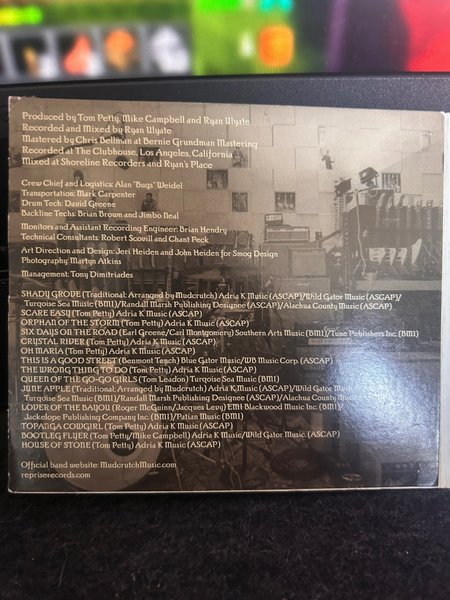 Produced by Tom Petty, Mike Campbell and Ryan Ulyate
Recorded and Mixed by Ryan Ulyate
Mastered by Chris Bellman at Bernie Grundman Mastering
Recorded at The Clubhouse, Los Angeles, California
Mixed at Shoreline Recorders and Ryan's Place
Crew Chief and Logistics: Alan "Bugs" Weidel
Transportation: Mark Carpenter
Drum Tech: David Greene
Backline Techs: Brian Brown and Jimbo Neal
Monitors and Assistant Recording Engineer: Brian Hendry
Technical Consultants: Robert Scovill and Chant Peck
Art Direction and Design: Jeri Heiden and John Heiden for Smog Design
Photography: Martyn Atkins
Management: Tony Dimitriades
SHADY GROVE (Traditional: Arranged by Mudcrutch) Adria K Music (ASCAP)/Wild Gator Music (ASCAP)/
Turqoise Sea Music (BMI)/Randall Marsh Publishing Designee (ASCAP)/Alachua County Music (ASCAP)
SCARE EASY (Tom Petty) Adria K Music (ASCAP)
ORPHAN OF THE STORM (Tom Petty) Adria K Music (ASCAP)
SIX DAYS ON THE ROAD (Earl Greene/Carl Montgomery) Southern Arts Music (BMI)/Tune Publishers Inc. (BMI)
CRYSTAL RIVER (Tom Petty) Adria K Music (ASCAP)
OH MARIA (Tom Petty) Adria K Music (ASCAP)
THIS IS A GOOD STREET (Benmont Tench) Blue Gator Music/WB Music Corp. (ASCAP)
THE WRONG THING TO DO (Tom Petty) Adria K Music (ASCAP)
QUEEN OF THE GO-GO GIRLS (Tom Leadon) Turqoise Sea Music (BMI)
JUNE APPLE (Traditional: Arranged by Mudcrutch) Adria K Music (ASCAP)/Wild Gator Music (ASCAP)/
Turqoise Sea Music (BMI)/Randall Marsh Publishing Designee (ASCAP)/Alachua County Music
LOVER OF THE BAYOU (Roger McGuinn/Jacques Levy) EMI Blackwood Music Inc. (BMI)/
Jackelope Publishing Company Inc. (BMI)/Patian Music (BMI)
TOPANGA COWGIRL (Tom Petty) Adria K Music (ASCAP)
BOOTLEG FLYER (Tom Petty/Mike Campbell) Adria K Music/Wild Gator Music (ASCAP)
HOUSE OF STONE (Tom Petty) Adria K Music (ASCAP)
Official band website: MudcrutchMusic.com
repriserecords.com